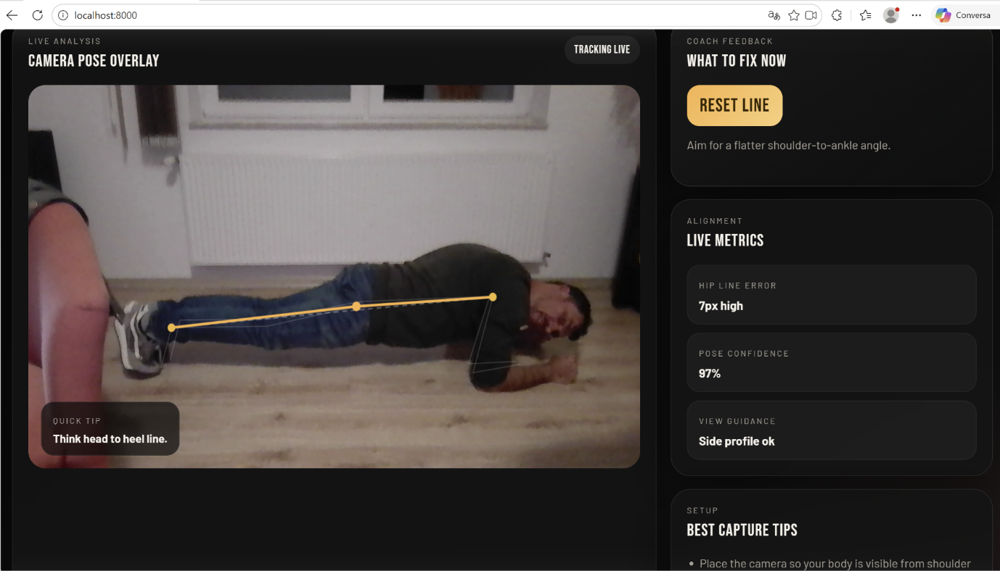 localhost:8000
Conversa
LIVE ANALYSIS
CAMERA POSE OVERLAY
TRACKING LIVE
QUICK TIP
Think head to heel line.
COACH FEEDBACK
WHAT TO FIX NOW
RESET LINE
Aim for a flatter shoulder-to-ankle angle.
ALIGNMENT
LIVE METRICS
HIP LINE ERROR
7px high
POSE CONFIDENCE
97%
VIEW GUIDANCE
Side profile ok
SETUP
BEST CAPTURE TIPS
• Place the camera so your body is visible from shoulder